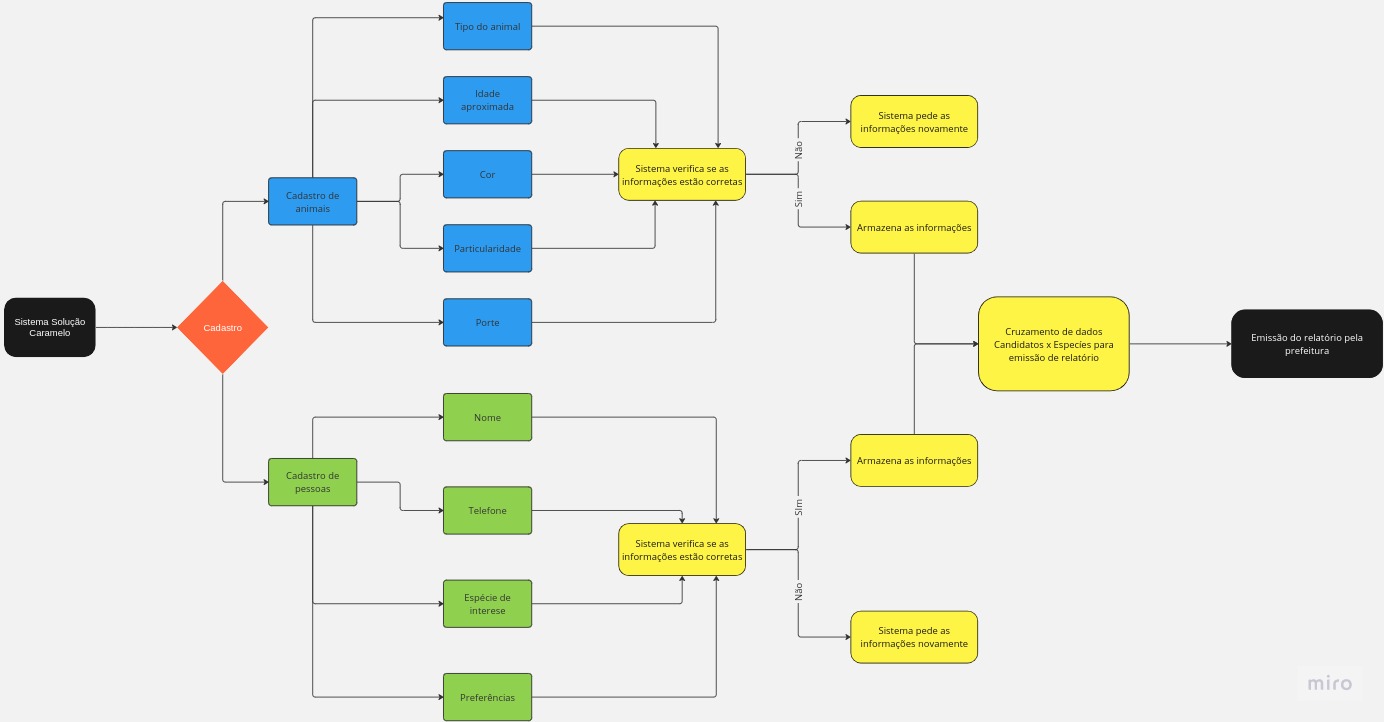 Sistema Solução
Caramelo
Cadastro
Cadastro de
animais
Tipo do animal
Idade
aproximada
Cor
Particularidade
Porte
Sistema verifica se as
informações estão corretas
Não
Sim
Sistema pede as
informações novamente
Armazena as informações
Cadastro de
pessoas
Nome
Telefone
Espécie de
interese
Preferências
Sistema verifica se as
informações estão corretas
Sim
Não
Armazena as informações
Sistema pede as
informações novamente
Cruzamento de dados
Candidatos x Especíes para
emissão de relatório
Emissão do relatório pela
prefeitura
miro